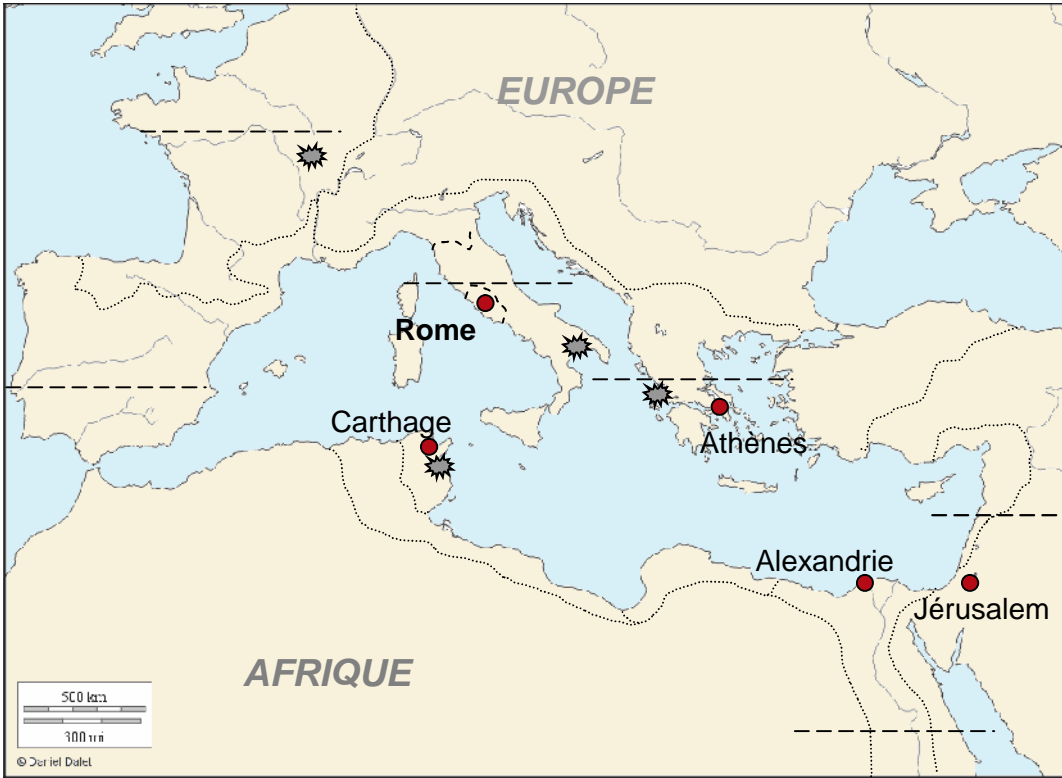 EUROPE
Rome
Carthage
Athènes
Alexandrie
Jérusalem
AFRIQUE
500 km
300 mi
© Daniel Dalet